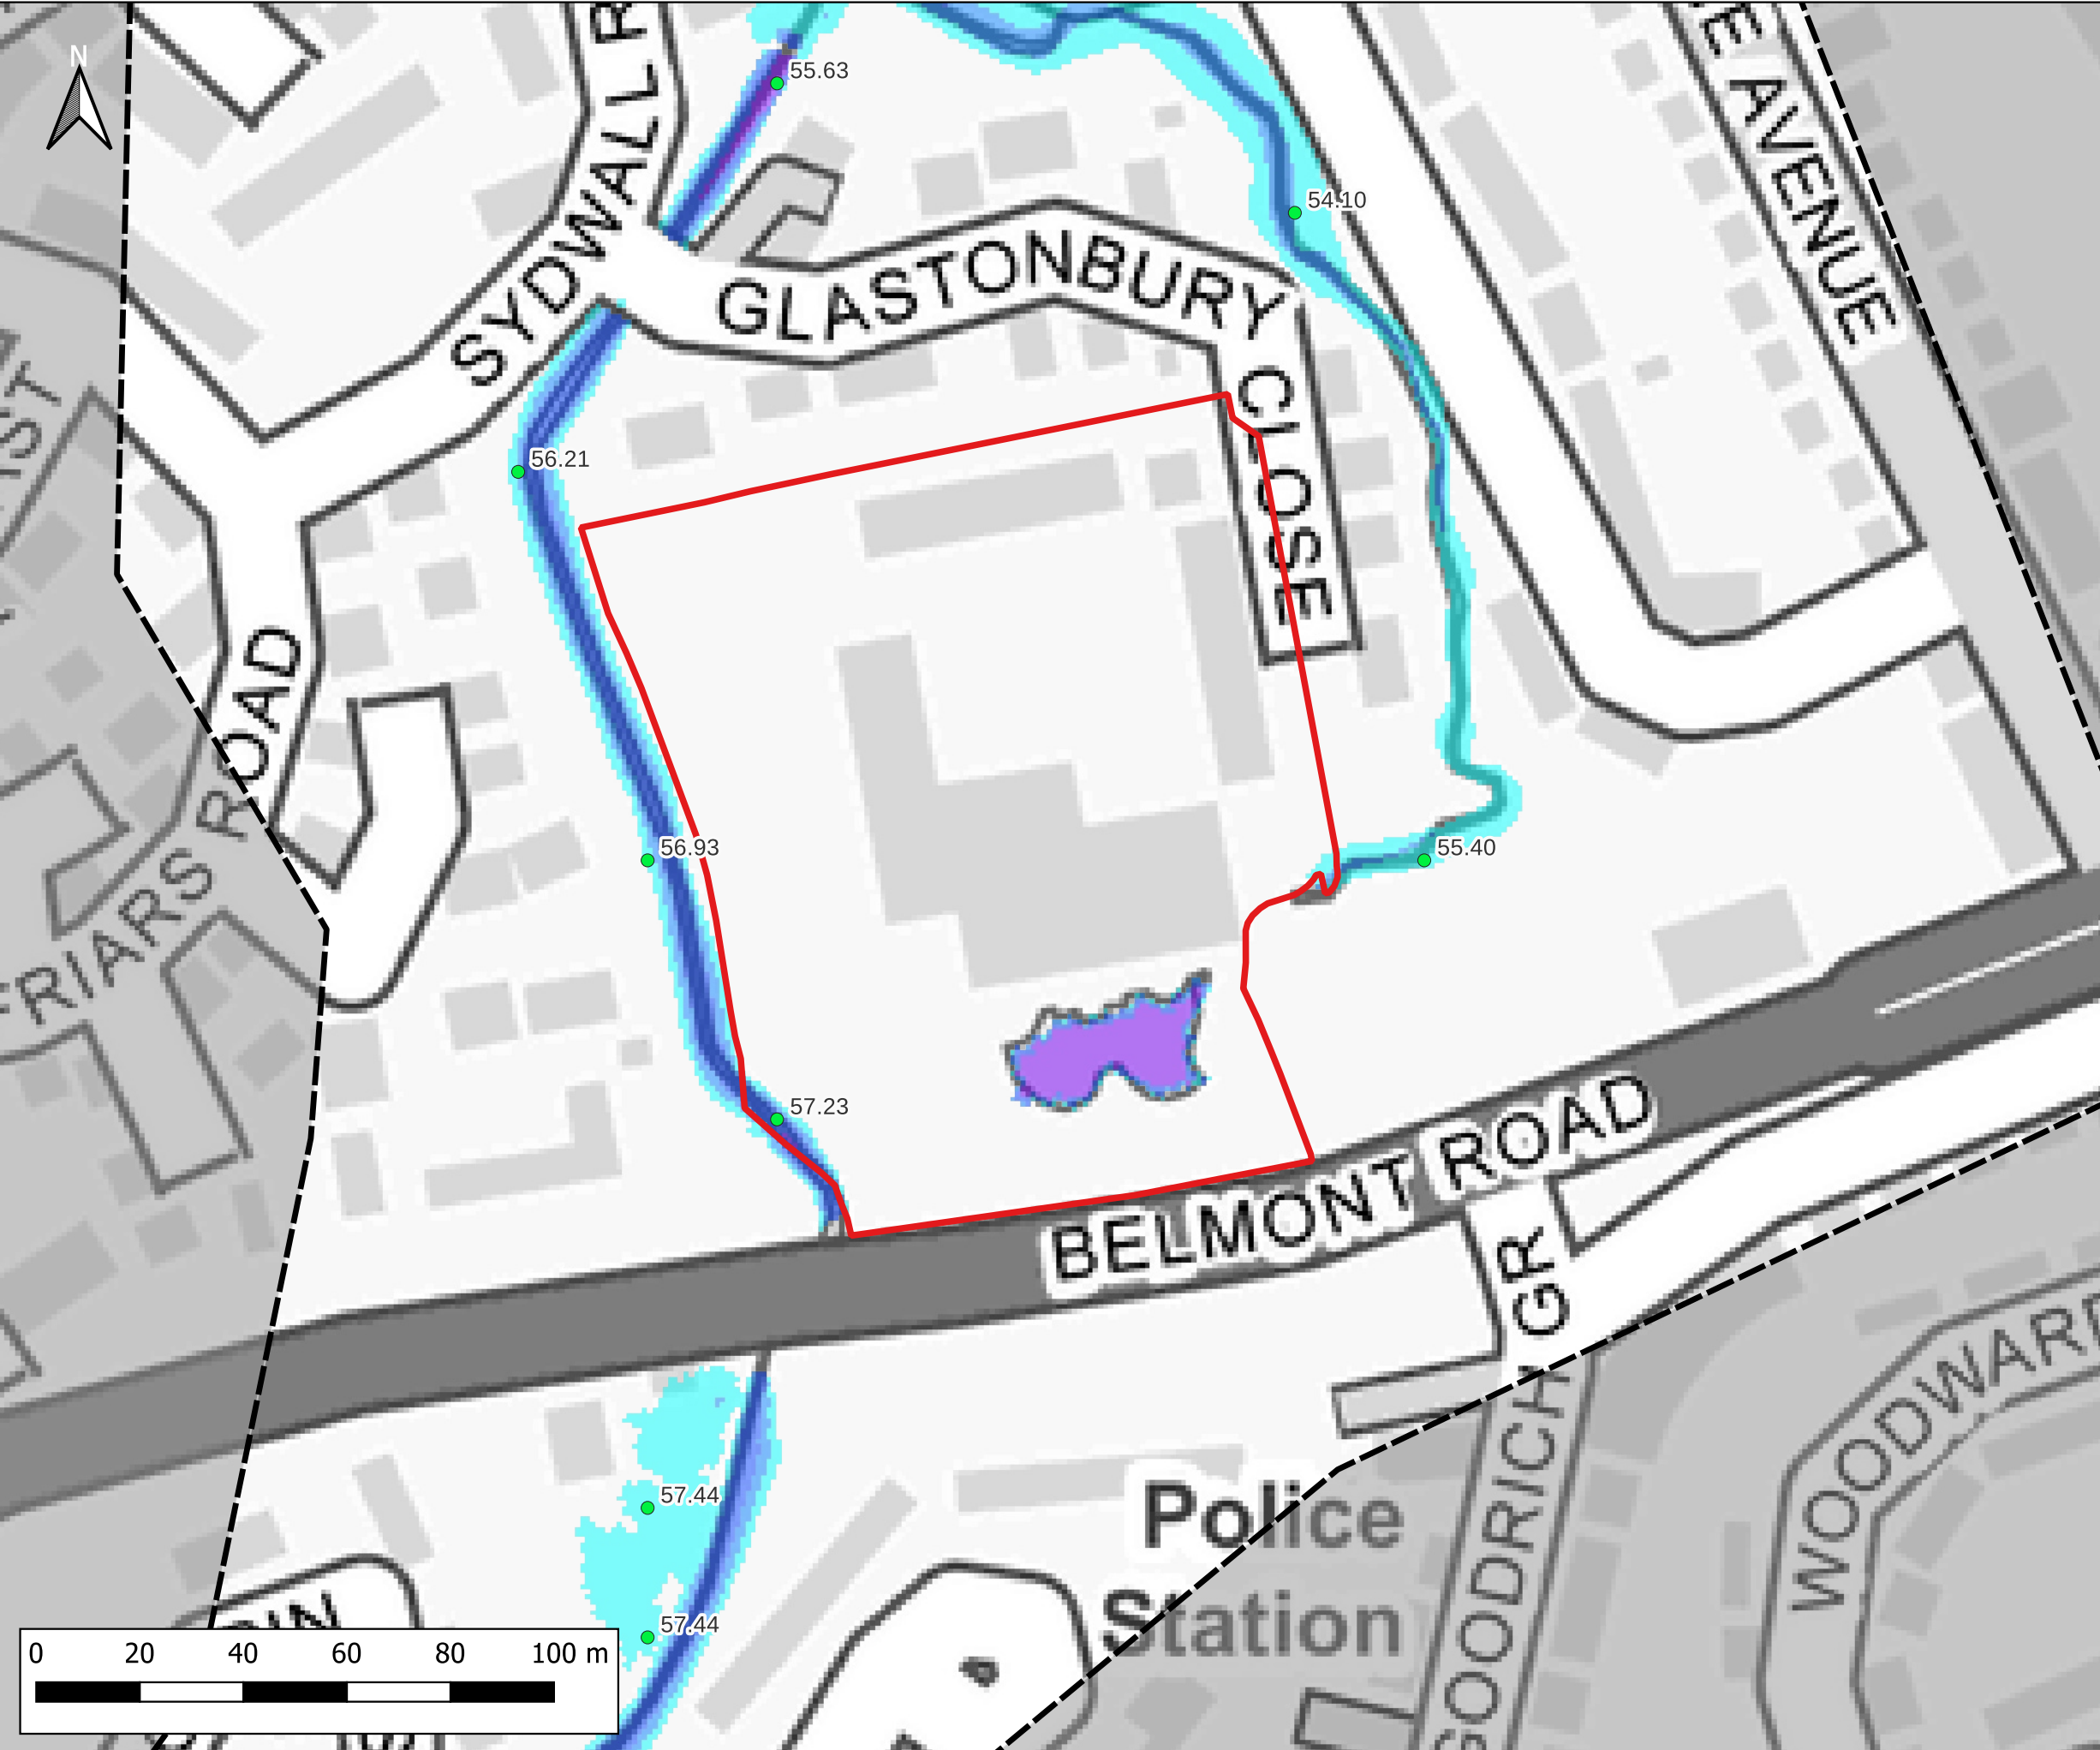 N
55.63
54.10
E AVENUE
SYDWALL R
GLASTONBURY
CLOSE
56.21
56.93
55.40
ROAD
FRIARS
57.23
BELMONT ROAD
GR
WOODWARD
57.44
Police
Station
57.44
GOODRICH
0 20 40 60 80 100 m